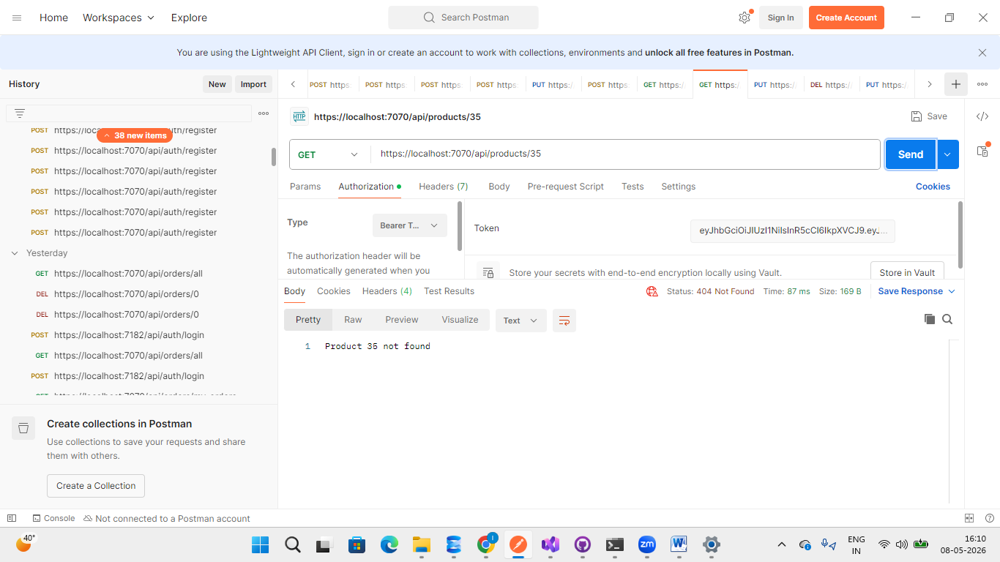 Home
Workspaces
Explore
Search Postman
Sign In
Create Account
You are using the Lightweight API Client, sign in or create an account to work with collections, environments and unlock all free features in Postman.
History
New
Import
POST https:
POST https:
POST https:
POST https:
PUT https:/
POST https:
GET https:/
GET https:/
PUT https:/
DEL https:/
PUT https:/
38 new items
POST https://localhost:7070/api/auth/register
POST https://localhost:7070/api/auth/register
POST https://localhost:7070/api/auth/register
POST https://localhost:7070/api/auth/register
POST https://localhost:7070/api/auth/register
POST https://localhost:7070/api/auth/register
Yesterday
GET https://localhost:7070/api/orders/all
DEL https://localhost:7070/api/orders/0
DEL https://localhost:7070/api/orders/0
POST https://localhost:7182/api/auth/login
GET https://localhost:7070/api/orders/all
POST https://localhost:7182/api/auth/login
Create collections in Postman
Use collections to save your requests and share
them with others.
Create a Collection
HTTP
https://localhost:7070/api/products/35
Save
GET
https://localhost:7070/api/products/35
Send
Params
Authorization
Headers (7)
Body
Pre-request Script
Tests
Settings
Cookies
Type
Bearer T...
The authorization header will be
automatically generated when you
Token
Store your secrets with end-to-end encryption locally using Vault.
Store in Vault
Body
Cookies
Headers (4)
Test Results
Status: 404 Not Found
Time: 87 ms
Size: 169 B
Save Response
Pretty
Raw
Preview
Visualize
Text
1 Product 35 not found
Console
Not connected to a Postman account
40°
zm
ENG
IN
16:10
08-05-2026